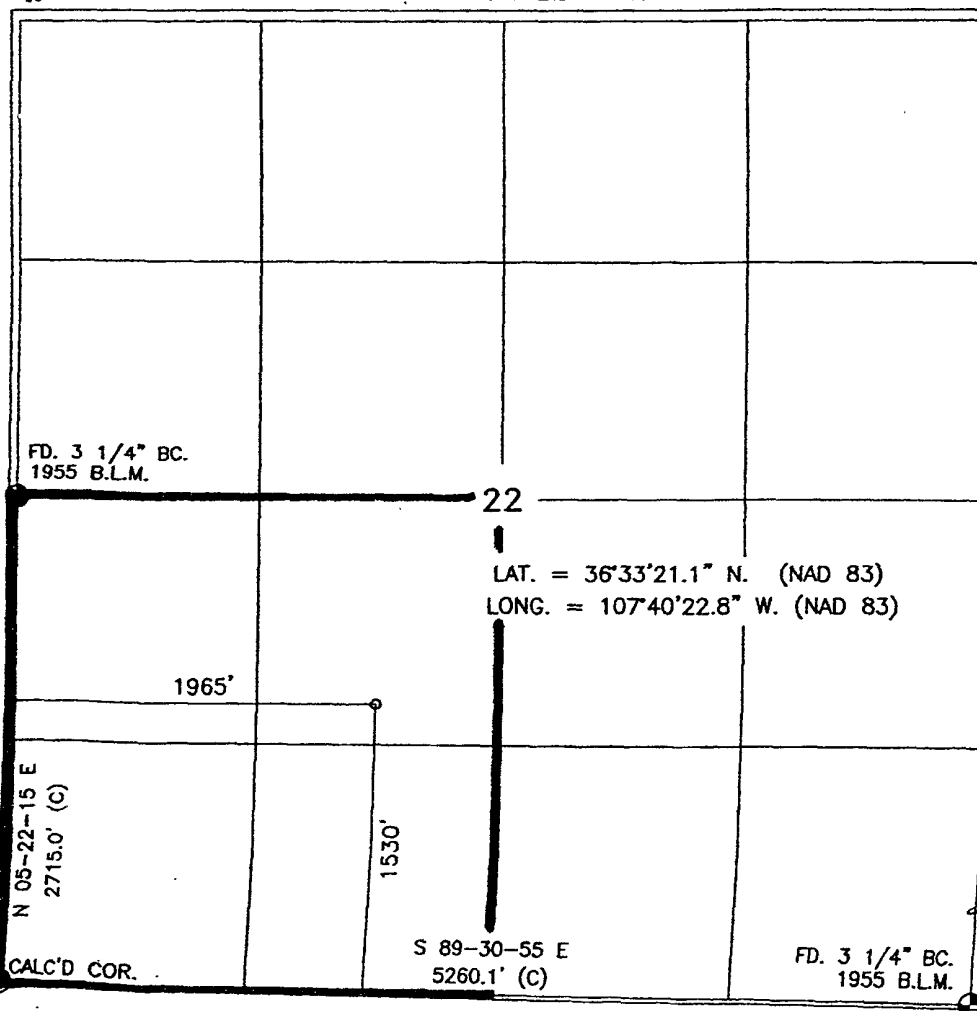 FD. 3 1/4" BC.
1955 B.L.M.
22
LAT. = 36°33'21.1" N. (NAD 83)
LONG. = 107°40'22.8" W. (NAD 83)
1965'
N 05-22-15 E
2715.0' (C)
1530'
CALC'D COR.
S 89-30-55 E
5260.1' (C)
FD. 3 1/4" BC.
1955 B.L.M.